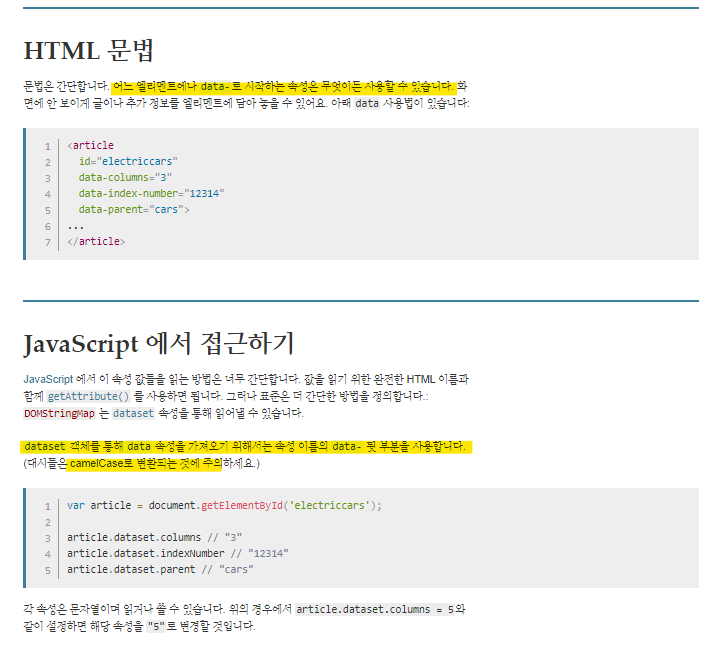 HTML 문법
문법은 간단합니다. 어느 엘리먼트에나 data-로 시작하는 속성은 무엇이든 사용할 수 있습니다. 화
면에 안 보이게 글이나 추가 정보를 엘리먼트에 담아 놓을 수 있어요. 아래 data 사용법이 있습니다:
1 <article
2 id="electriccars"
3 data-columns="3"
4 data-index-number="12314"
5 data-parent="cars">
6 ...
7 </article>
JavaScript 에서 접근하기
JavaScript 에서 이 속성 값들을 읽는 방법은 너무 간단합니다. 값을 읽기 위한 완전한 HTML 이름과
함께 getAttribute() 를 사용하면 됩니다. 그러나 표준은 더 간단한 방법을 정의합니다.:
DOMStringMap 는 dataset 속성을 통해 읽어낼 수 있습니다.
dataset 객체를 통해 data 속성을 가져오기 위해서는 속성 이름의 data- 뒷 부분을 사용합니다.
(대시들은 camelCase로 변환되는 것에 주의하세요.)
1 var article = document.getElementById('electriccars');
2
3 article.dataset.columns // "3"
4 article.dataset.indexNumber // "12314"
5 article.dataset.parent // "cars"
각 속성은 문자열이며 읽거나 쓸 수 있습니다. 위의 경우에서 article.dataset.columns = 5와
같이 설정하면 해당 속성을 "5"로 변경할 것입니다.